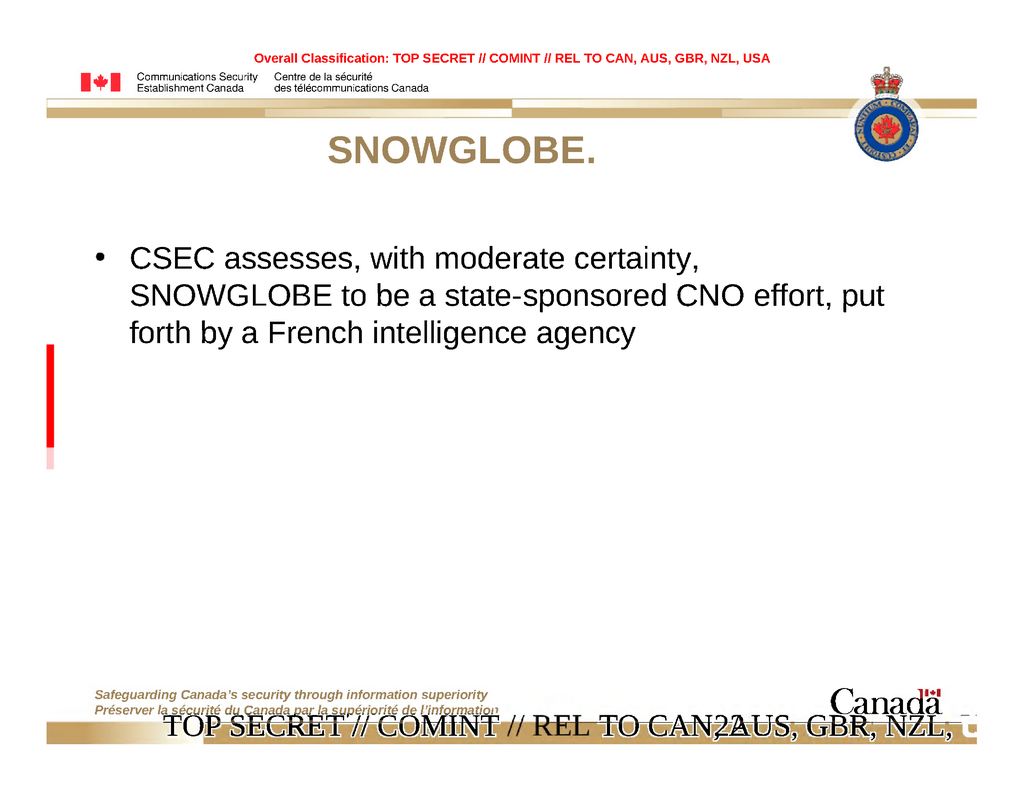 Overall Classification: TOP SECRET // COMINT // REL TO CAN, AUS, GBR, NZL, USA
Communications Security Establishment Canada
Centre de la sécurité des télécommunications Canada
SNOWGLOBE.
• CSEC assesses, with moderate certainty,
SNOWGLOBE to be a state-sponsored CNO effort, put
forth by a French intelligence agency
Safeguarding Canada's security through information superiority
Préserver la sécurité du Canada par la supériorité de l'information
Canada
TOP SECRET // COMINT // REL TO CAN, AUS, GBR, NZL,
22